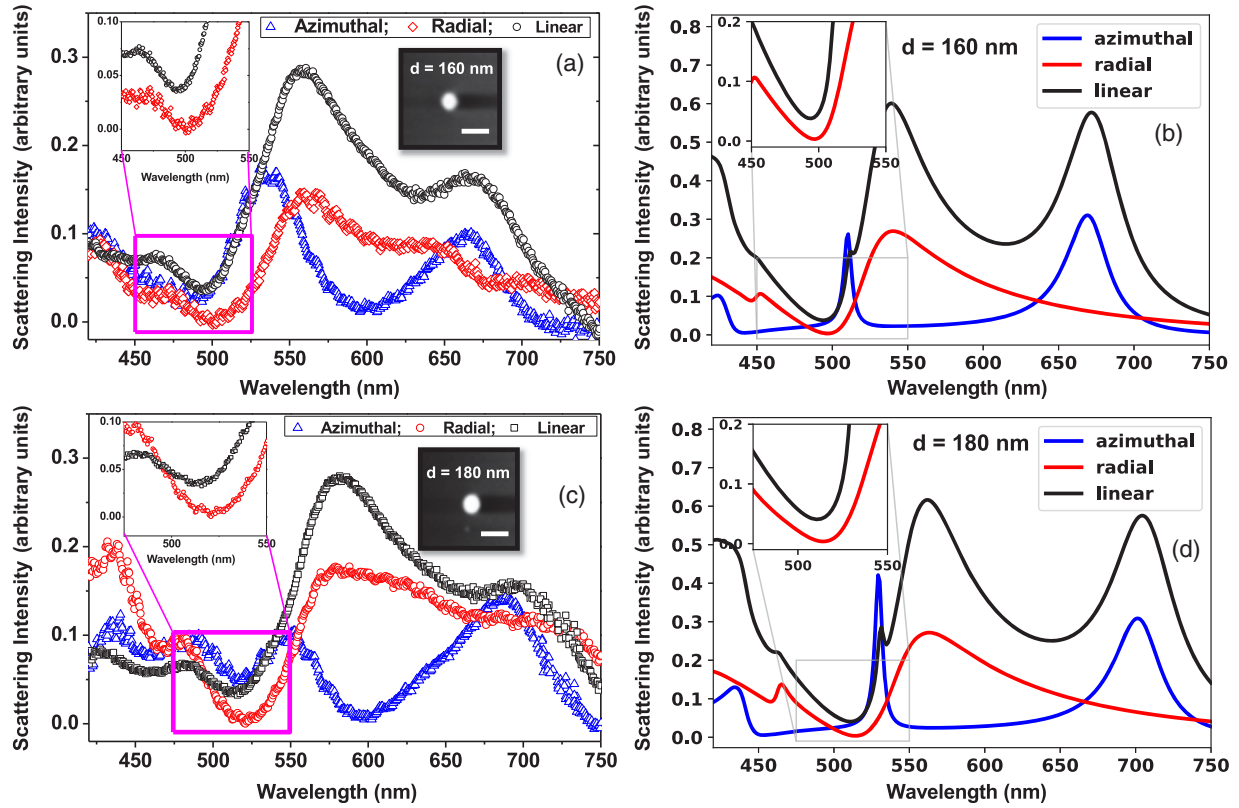 Azimuthal; Radial; Linear
0.10
0.05
0.00
450 500 550
Wavelength (nm)
d = 160 nm
(a)
Scattering Intensity (arbitrary units)
0.3
0.2
0.1
0.0
450 500 550 600 650 700 750
Wavelength (nm)
0.2
0.1
0.0
450 500 550
d = 160 nm
azimuthal
radial
linear
(b)
Scattering Intensity (arbitrary units)
0.8
0.7
0.6
0.5
0.4
0.3
0.2
0.1
0.0
450 500 550 600 650 700 750
Wavelength (nm)
Azimuthal; Radial; Linear
0.10
0.05
0.00
500 550
Wavelength (nm)
d = 180 nm
(c)
Scattering Intensity (arbitrary units)
0.3
0.2
0.1
0.0
450 500 550 600 650 700 750
Wavelength (nm)
0.2
0.1
0.0
500 550
d = 180 nm
azimuthal
radial
linear
(d)
Scattering Intensity (arbitrary units)
0.8
0.7
0.6
0.5
0.4
0.3
0.2
0.1
0.0
450 500 550 600 650 700 750
Wavelength (nm)